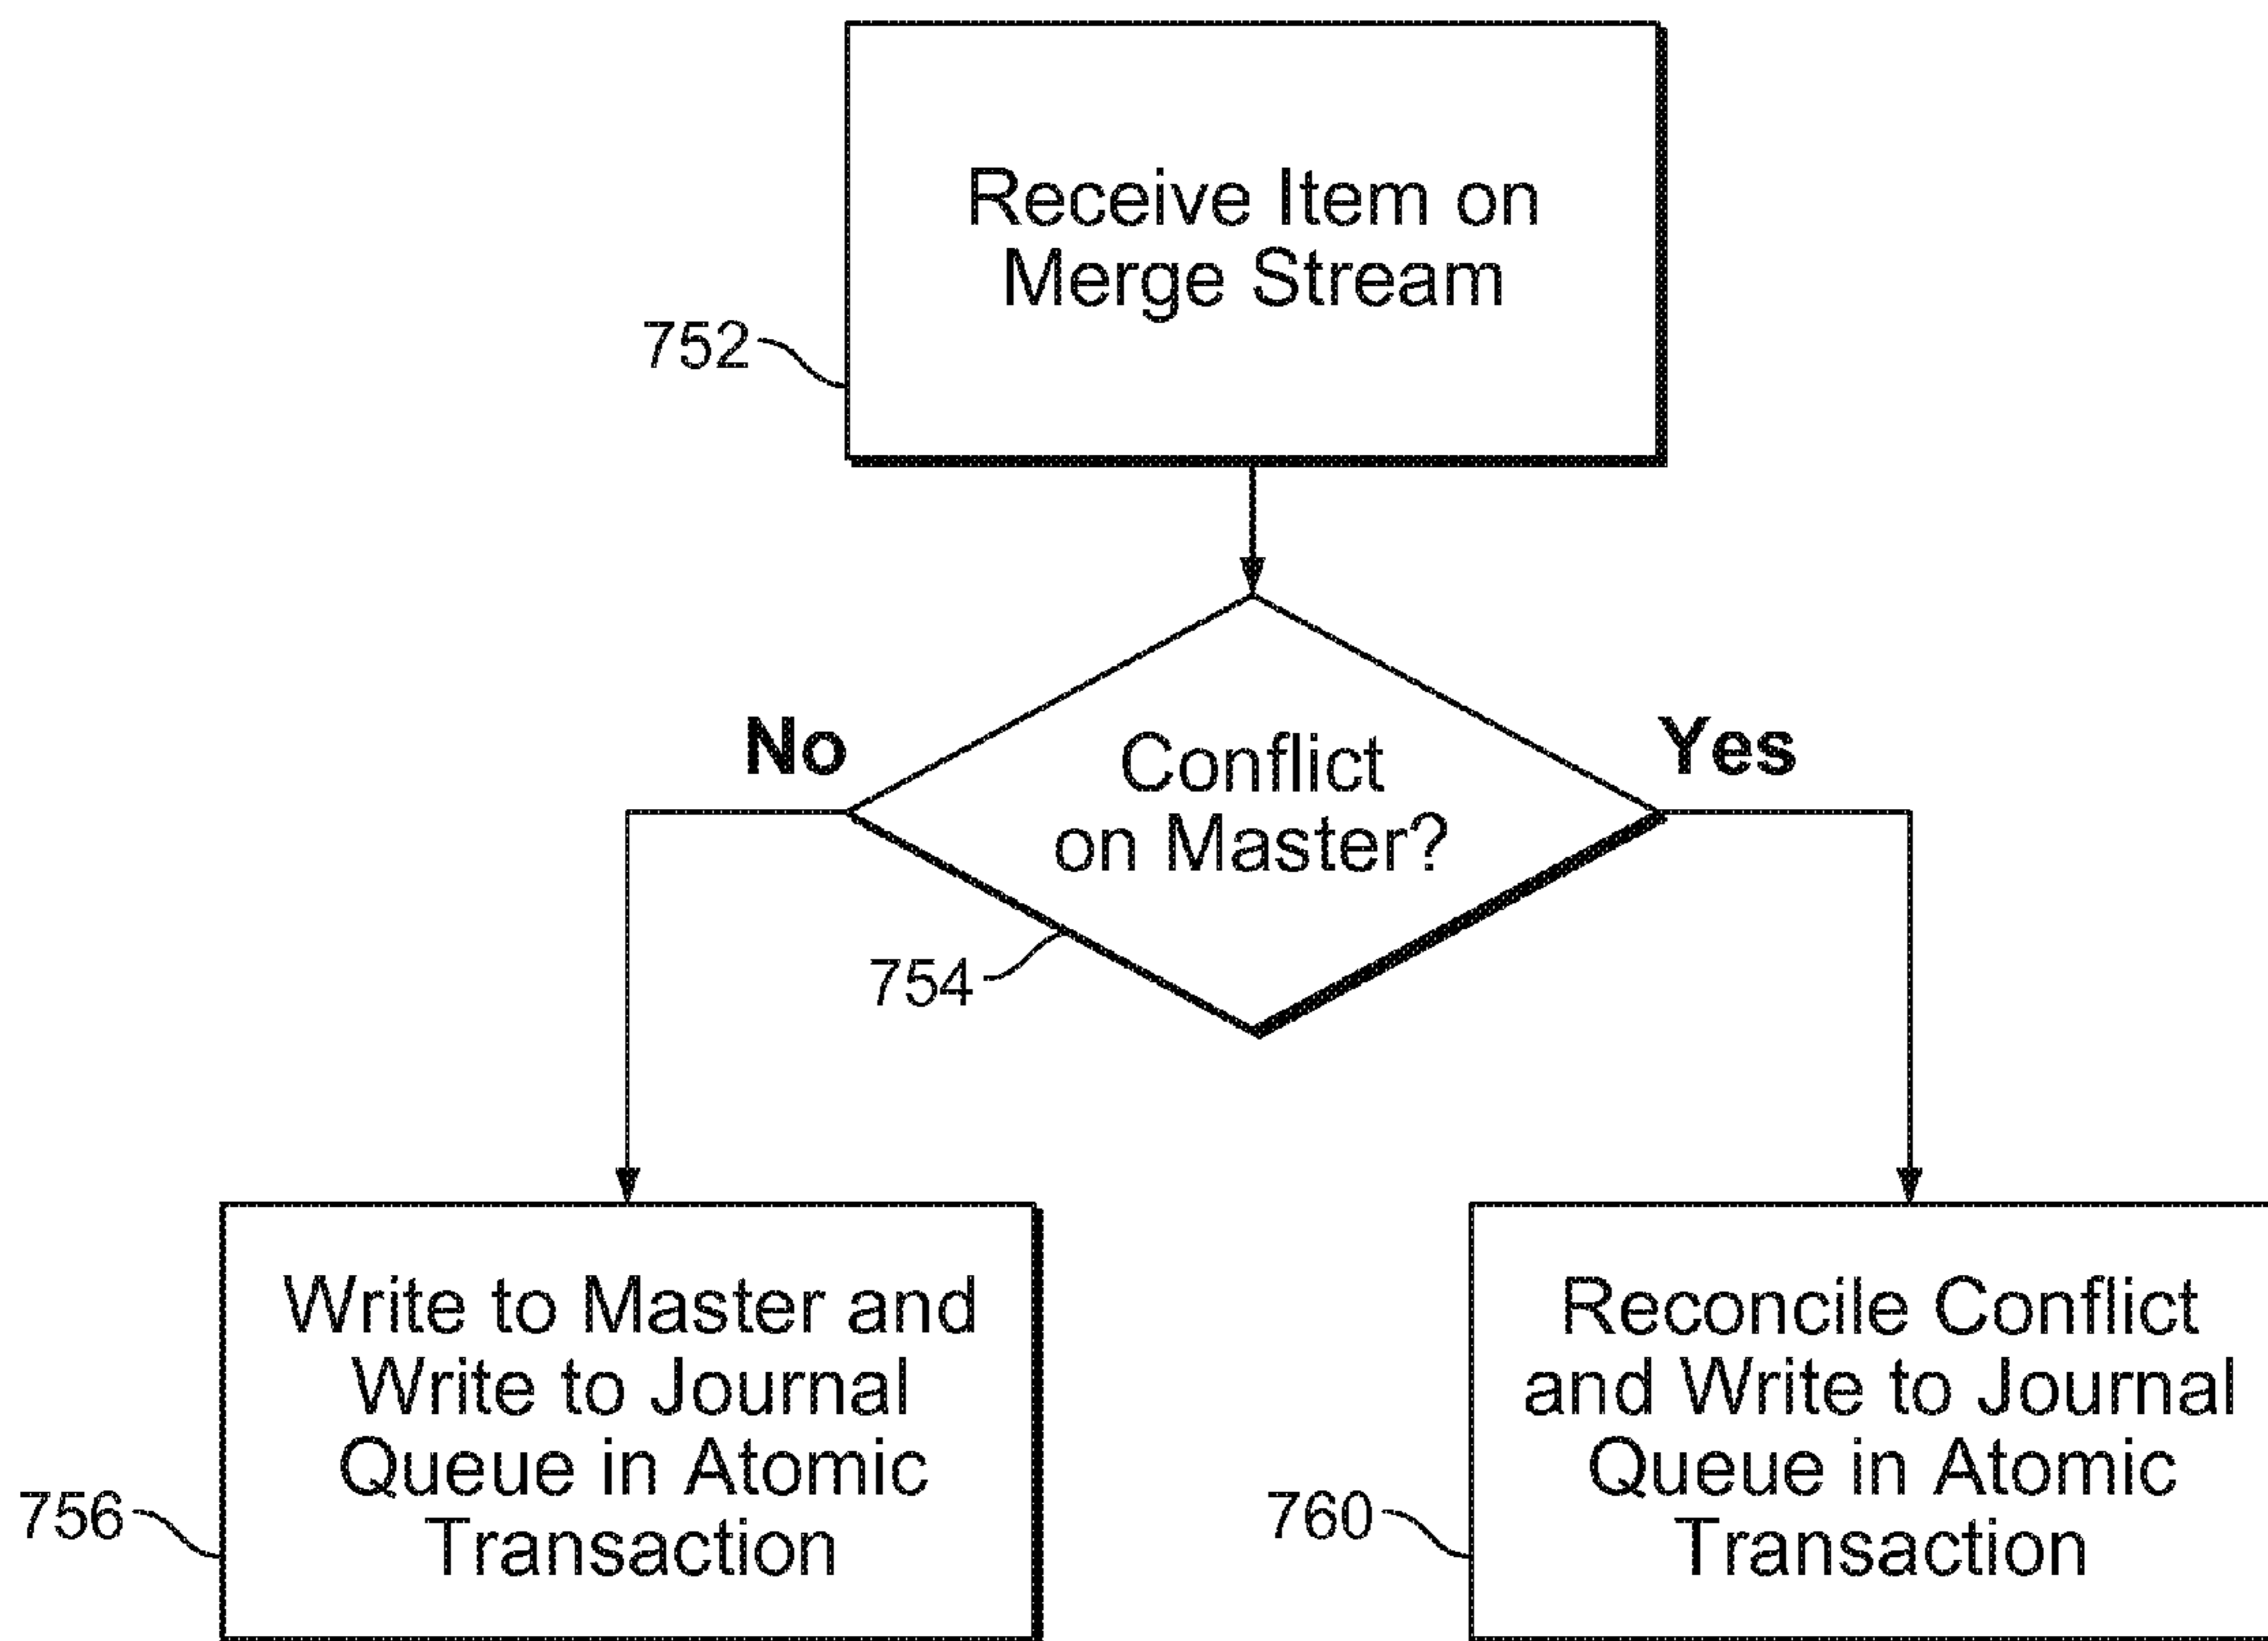 Receive Item on
Merge Stream
752
No
Yes
Conflict
on Master?
754
Write to Master and
Write to Journal
Queue in Atomic
Transaction
756
Reconcile Conflict
and Write to Journal
Queue in Atomic
Transaction
760